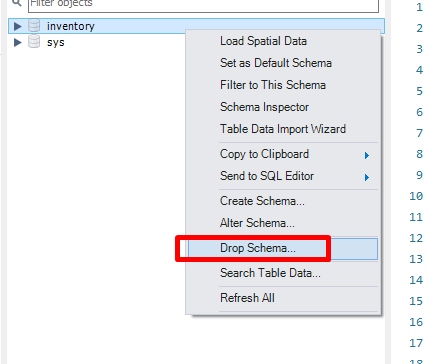 Filter objects
inventory
sys
Load Spatial Data
Set as Default Schema
Filter to This Schema
Schema Inspector
Table Data Import Wizard
Copy to Clipboard
Send to SQL Editor
Create Schema...
Alter Schema...
Drop Schema...
Search Table Data...
Refresh All
1
2
3
4
5
6
7
8
9
10
11
12
13
14
15
16
17
18